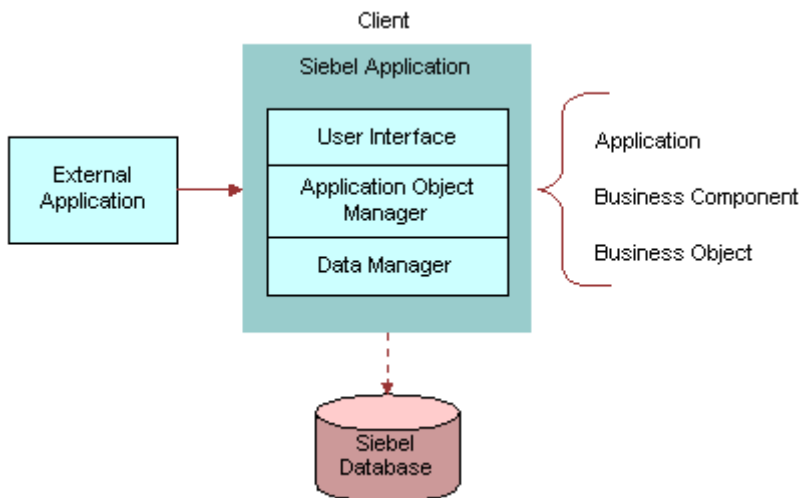 Client
Siebel Application
User Interface
Application Object
Manager
Data Manager
External
Application
Application
Business Component
Business Object
Siebel
Database